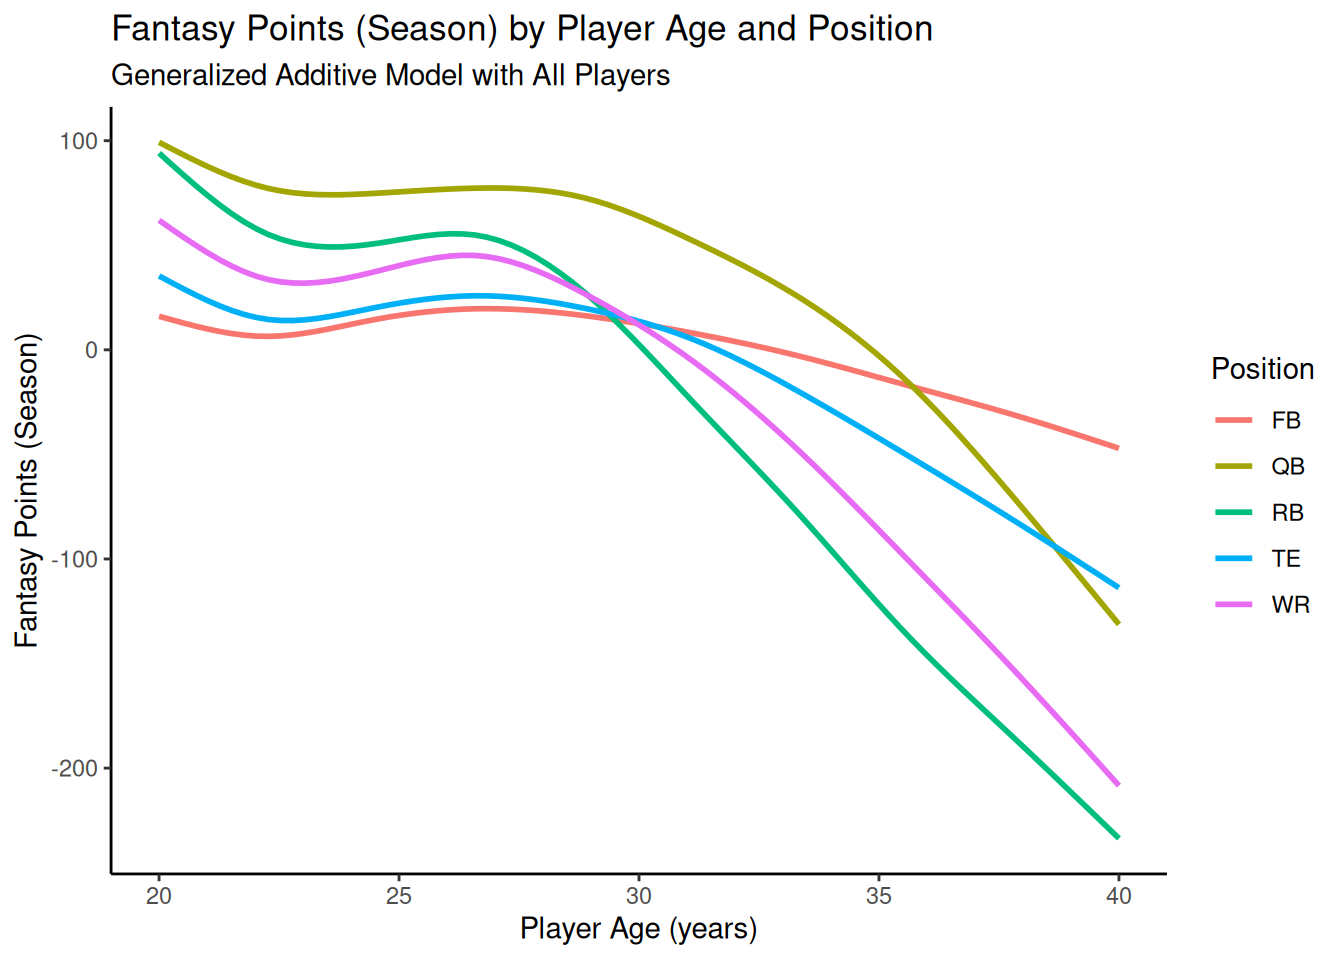 Fantasy Points (Season) by Player Age and Position
Generalized Additive Model with All Players
Fantasy Points (Season)
100
0
-100
-200
20 25 30 35 40
Player Age (years)
Position
FB
QB
RB
TE
WR